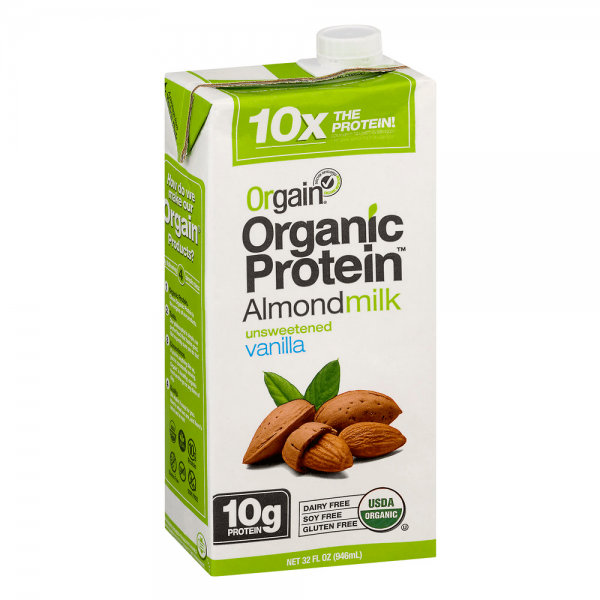 10x THE
PROTEIN!
Orgain®
Organic
Protein™
Almondmilk
unsweetened
vanilla
10g
PROTEIN
DAIRY FREE
SOY FREE
GLUTEN FREE
USDA
ORGANIC
NET 32 FL OZ (946mL)
How do we
make our
Orgain®
Products?